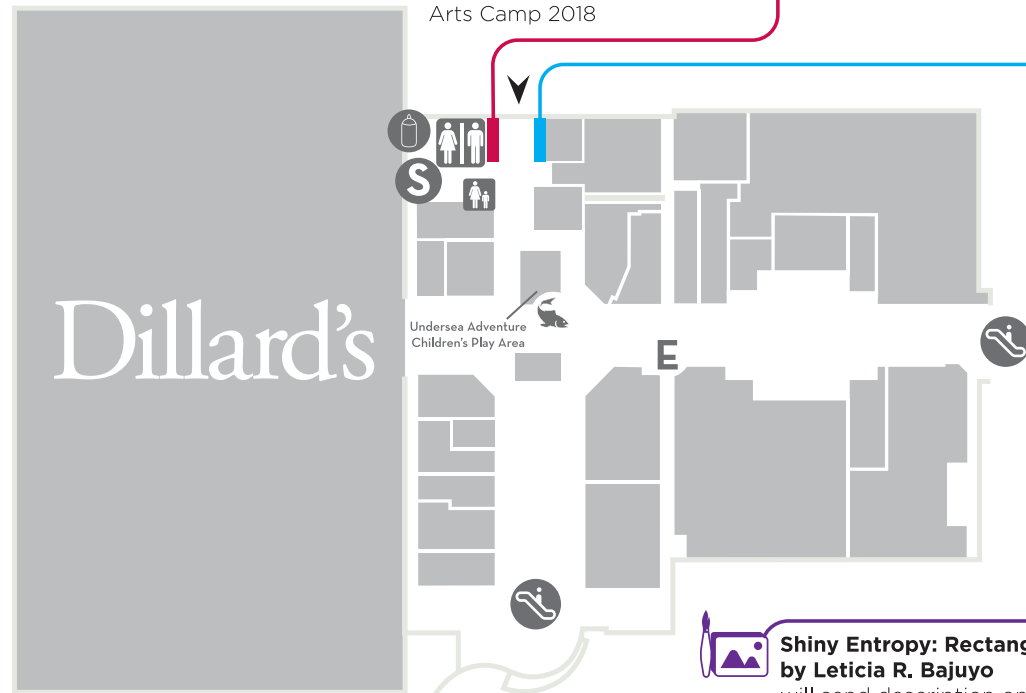 Arts Camp 2018
S
Dillard's
Undersea Adventure
Children's Play Area
E
Shiny Entropy: Rectang
by Leticia R. Bajuyo